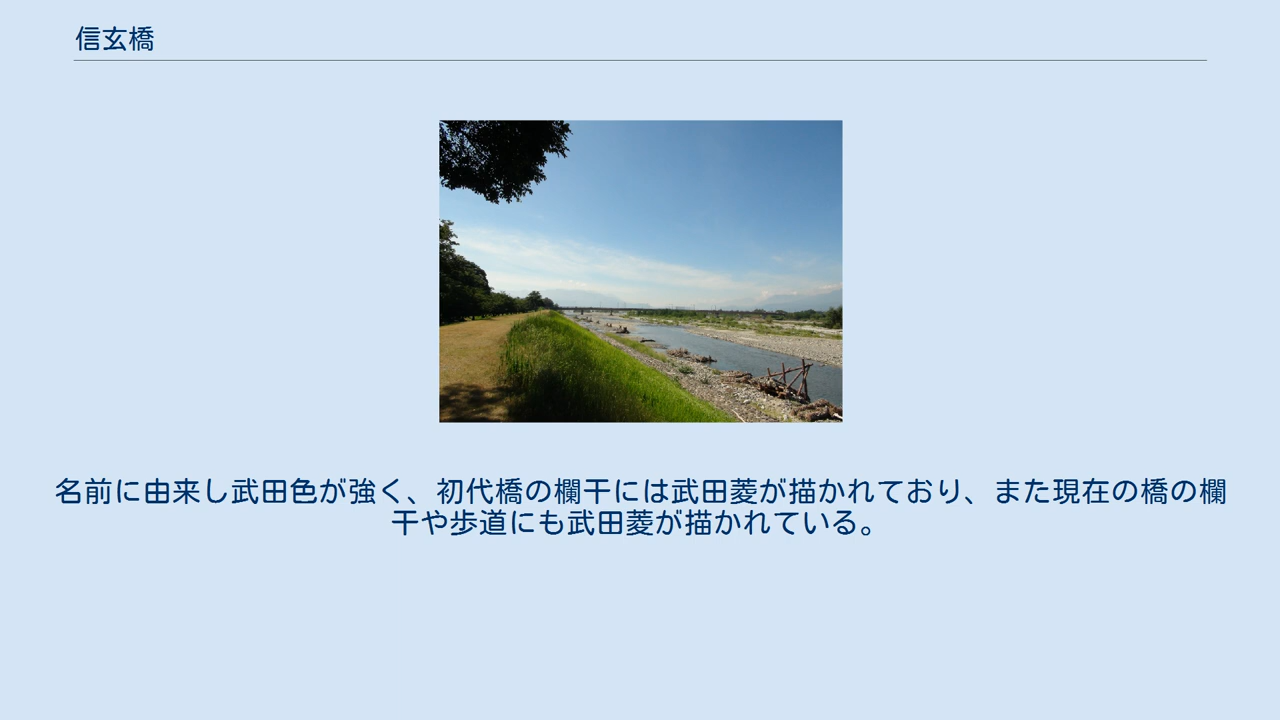 信玄橋
名前に由来し武田色が強く、初代橋の欄干には武田菱が描かれており、また現在の橋の欄
干や歩道にも武田菱が描かれている。